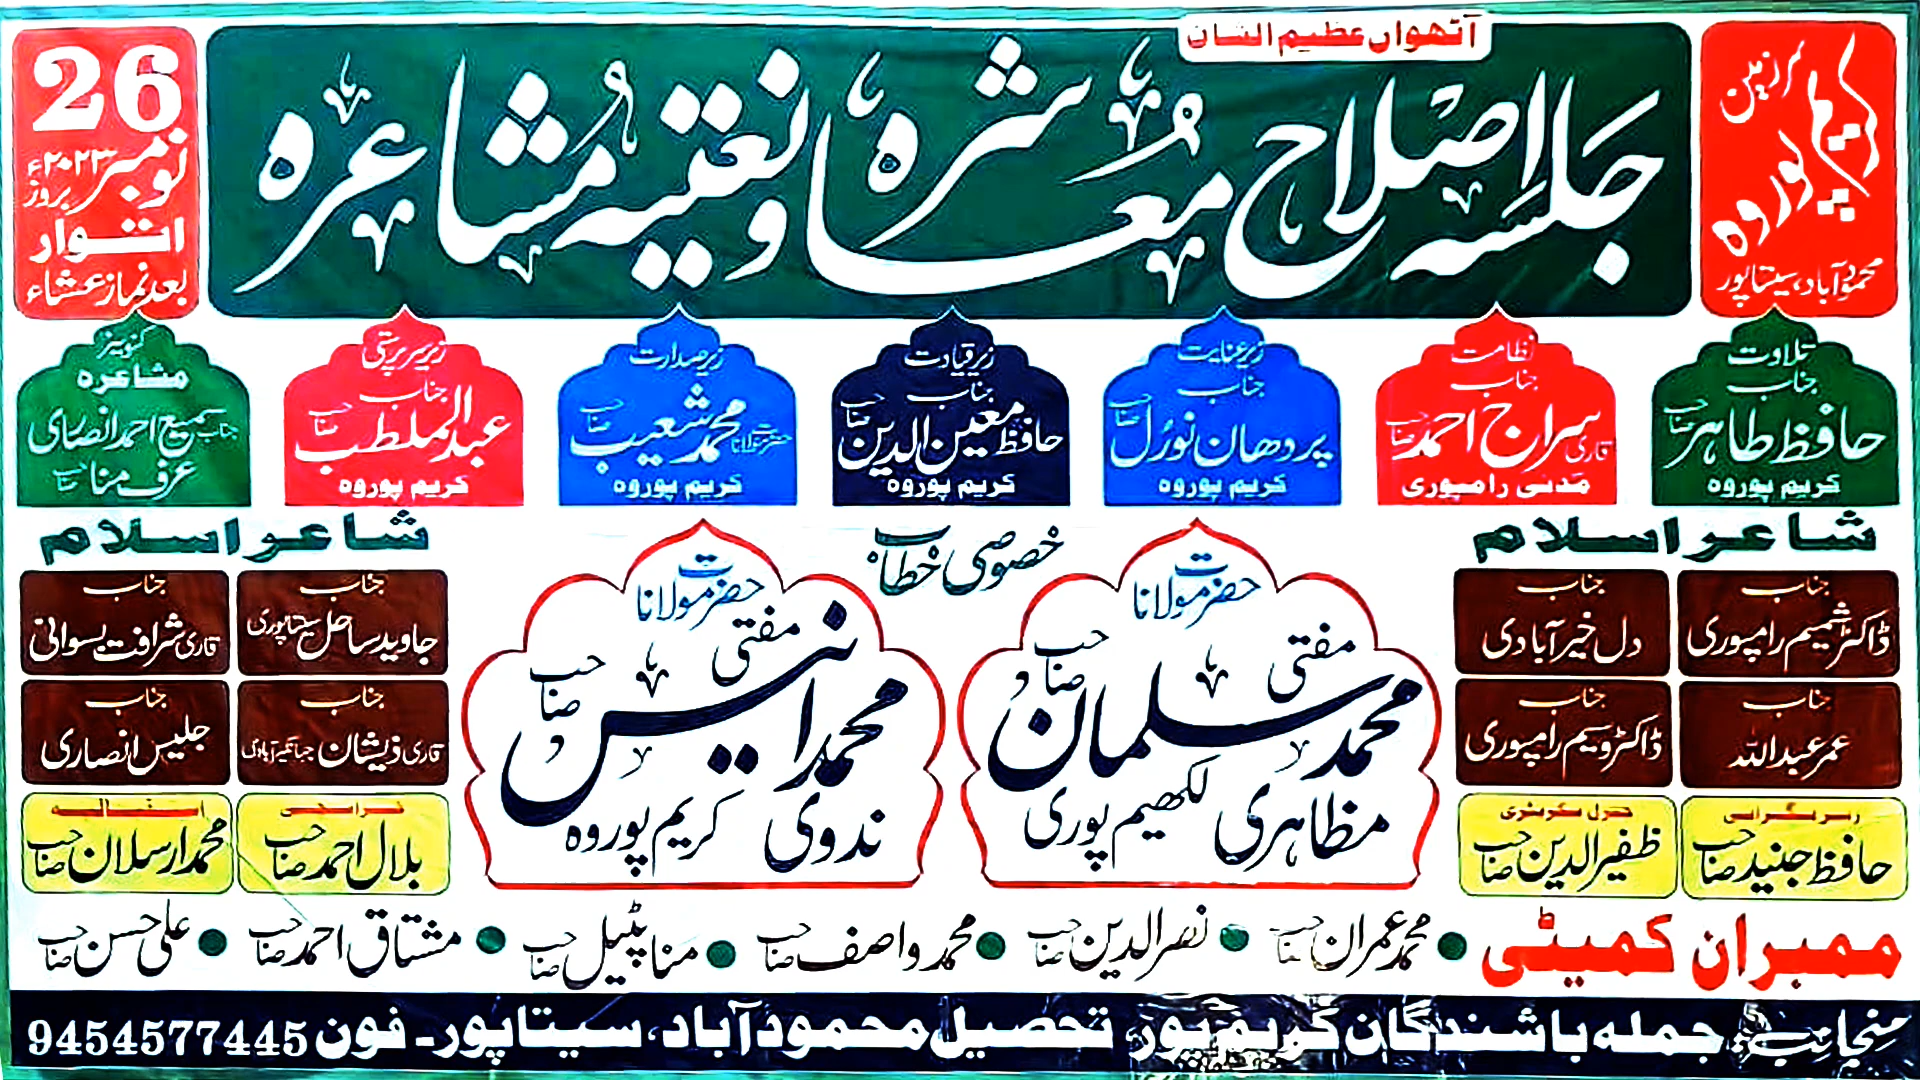 آٹھواں عظیم الشان
جلسہ اصلاح معاشرہ و نعتیہ مشاعرہ
سرزمین
کریم پوروہ
محمودآباد، سیتاپور
26
نومبر ۲۰۲۳ء
بروز
اتوار
بعد نماز عشاء
تلاوت
جناب
حافظ طاہر صاحب
کریم پوروہ
نظامت
جناب
قاری سراج احمد صاحب
مدنی رامپوری
زیر عنایت
جناب
پردھان نورل صاحب
کریم پوروہ
زیر قیادت
جناب
حافظ معین الدین صاحب
کریم پوروہ
زیر صدارت
حضرت مولانا محمد شعیب صاحب
کریم پوروہ
زیر سرپرستی
جناب
عبد المطلب صاحب
کریم پوروہ
کنوینر
مشاعرہ
جناب سمیع احمد انصاری
عرف منا صاحب
شاعر اسلام
جناب
ڈاکٹر شمیم رامپوری
جناب
دل خیرآبادی
جناب
عمر عبداللہ
جناب
ڈاکٹر وسیم رامپوری
زیر نگرانی
حافظ جنید صاحب
جنرل سکریٹری
ظفیر الدین صاحب
خصوصی خطاب
حضرت مولانا
مفتی
محمد سلمان صاحب
مظاہری لکھیم پوری
حضرت مولانا
مفتی
محمد انیس صاحب
ندوی کریم پوروہ
شاعر اسلام
جناب
جاوید ساحل سیتاپوری
جناب
قاری شرافت بسوانی
جناب
قاری ذیشان جہانگیرآبادی
جناب
جلیس انصاری
خزانچی
بلال احمد صاحب
استقبالیہ
محمد ارسلان صاحب
ممبران کمیٹی
● محمد عمران صاحب ● نصر الدین صاحب ● محمد واصف صاحب ● منا پٹیل صاحب ● مشتاق احمد صاحب ● علی حسن صاحب
منجانب: جملہ باشندگان کریم پور، تحصیل محمودآباد، سیتاپور۔ فون 9454577445